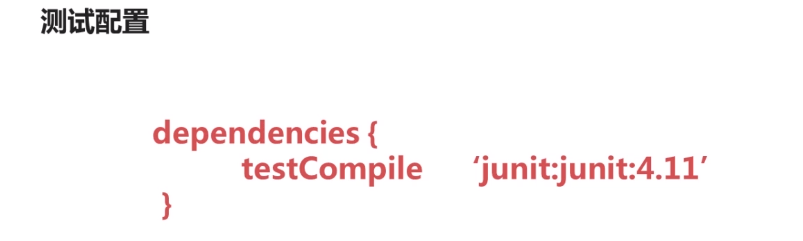 测试配置
dependencies {
testCompile ‘junit:junit:4.11’
}